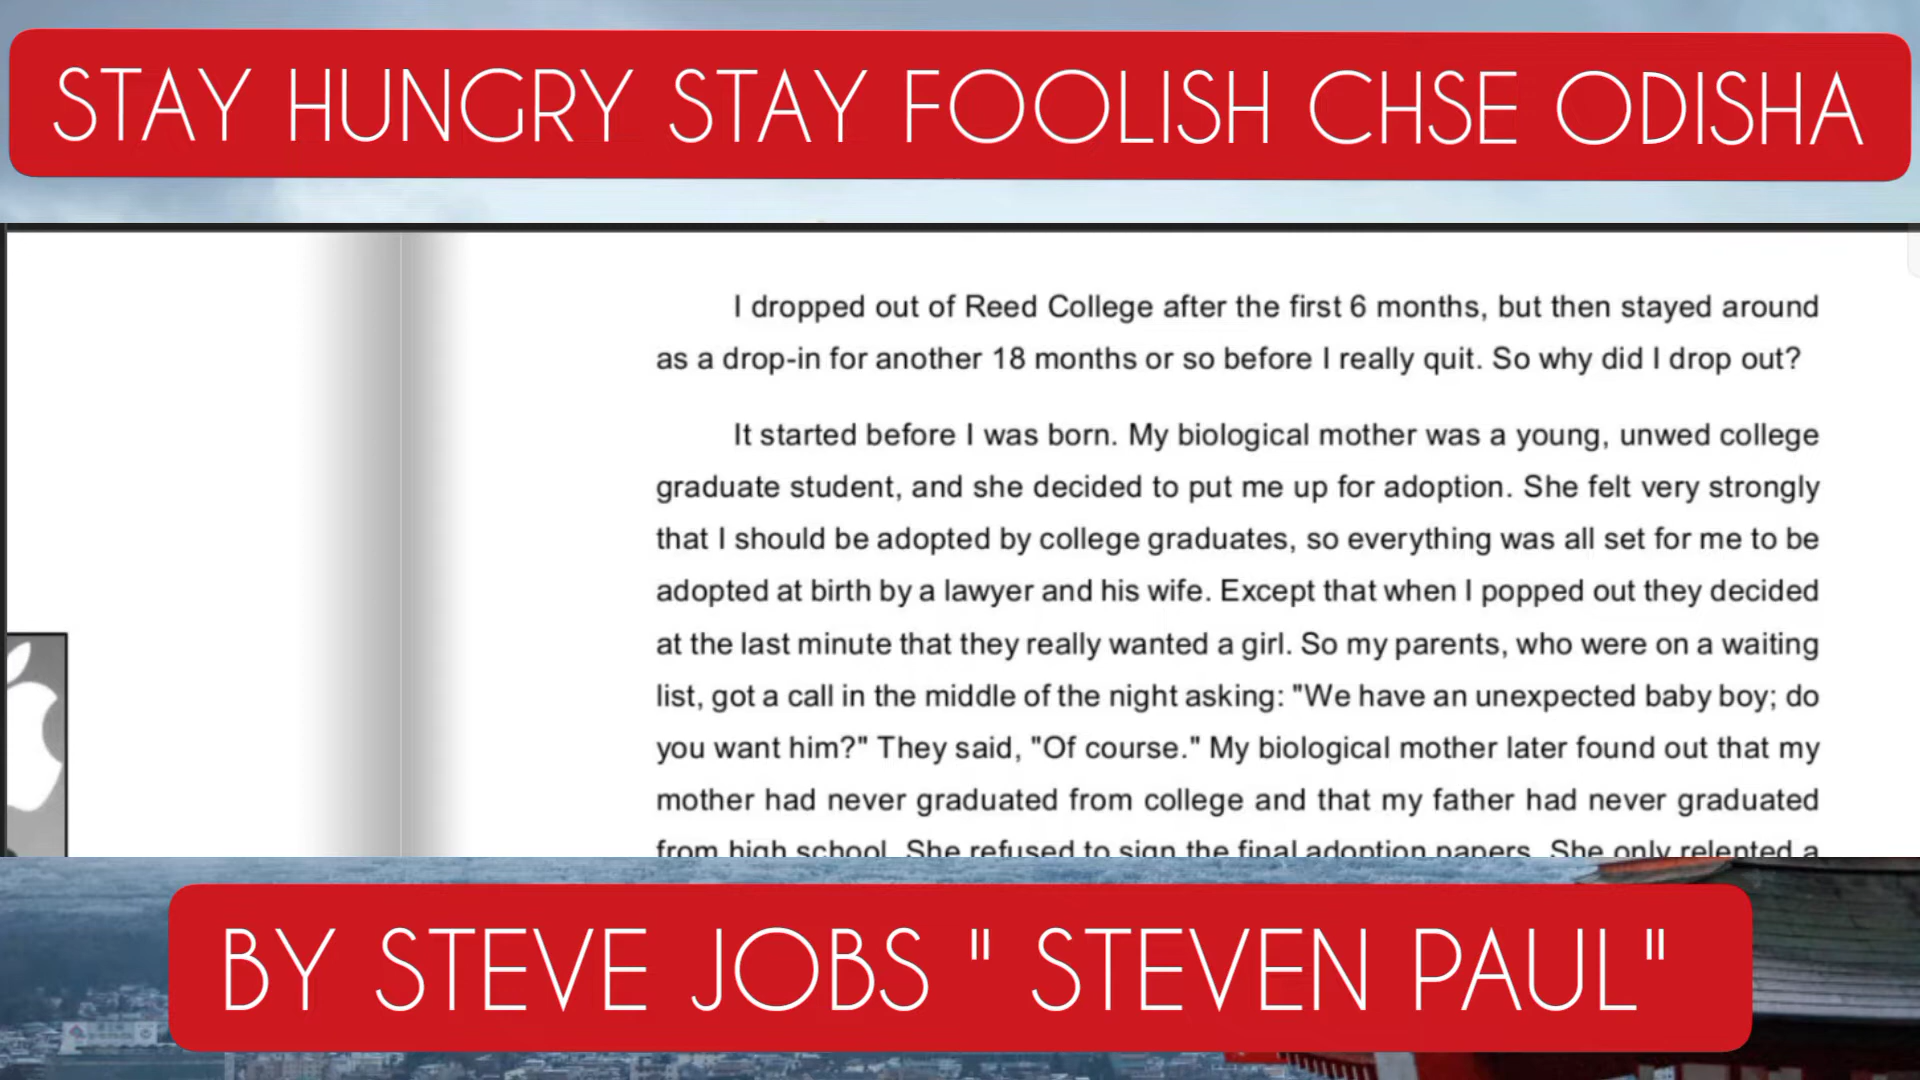 STAY HUNGRY STAY FOOLISH CHSE ODISHA
I dropped out of Reed College after the first 6 months, but then stayed around
as a drop-in for another 18 months or so before I really quit. So why did I drop out?
It started before I was born. My biological mother was a young, unwed college
graduate student, and she decided to put me up for adoption. She felt very strongly
that I should be adopted by college graduates, so everything was all set for me to be
adopted at birth by a lawyer and his wife. Except that when I popped out they decided
at the last minute that they really wanted a girl. So my parents, who were on a waiting
list, got a call in the middle of the night asking: "We have an unexpected baby boy; do
you want him?" They said, "Of course." My biological mother later found out that my
mother had never graduated from college and that my father had never graduated
from high school. She refused to sign the final adoption papers. She only relented a
BY STEVE JOBS " STEVEN PAUL"